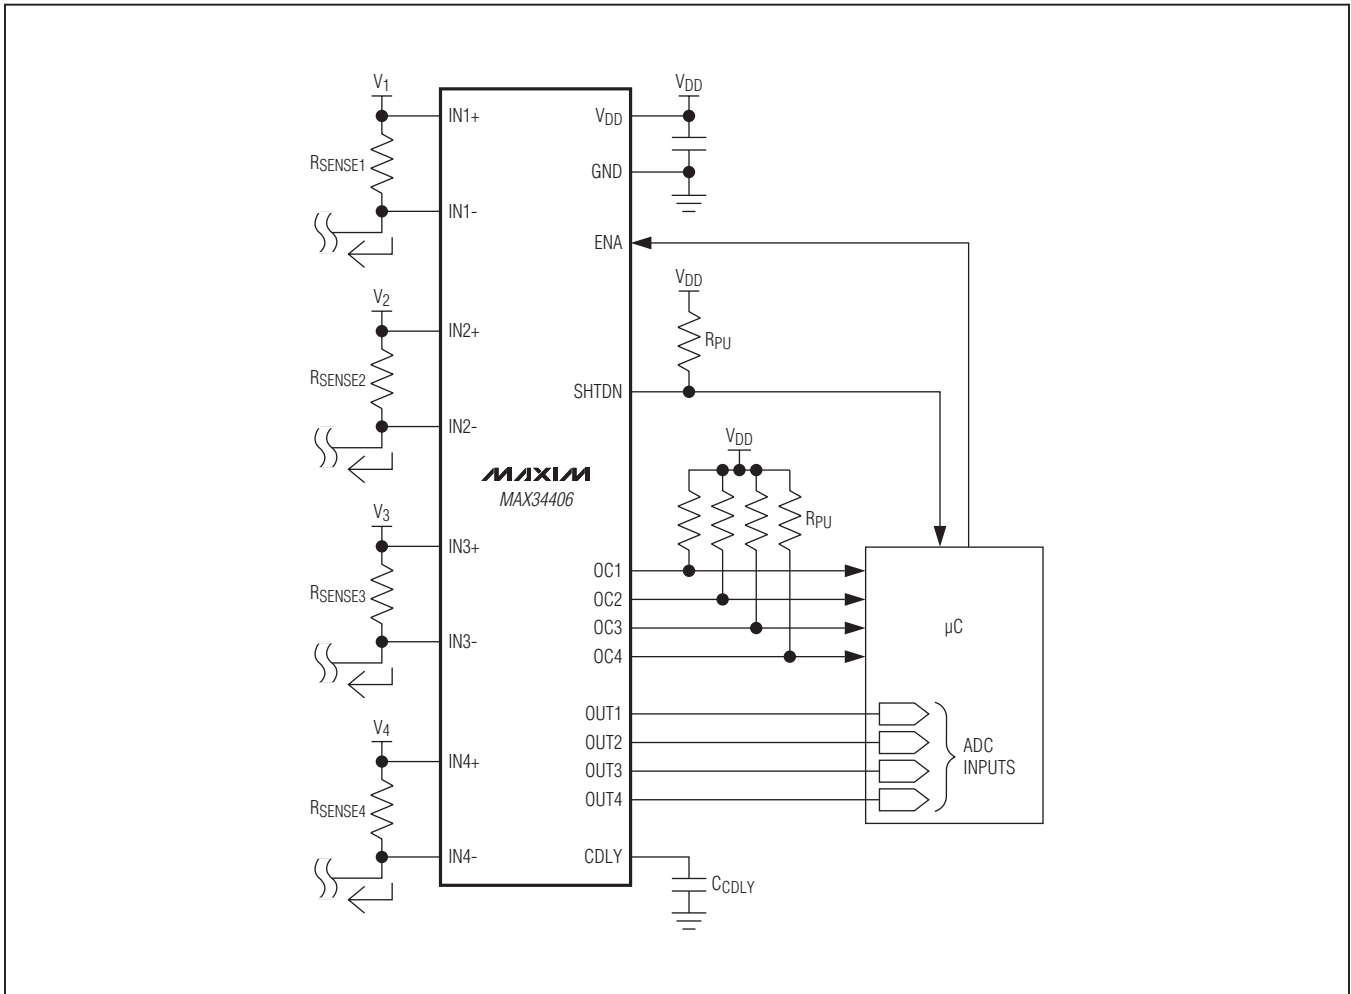 V1
IN1+
RSENSE1
IN1-
V2
IN2+
RSENSE2
IN2-
V3
IN3+
RSENSE3
IN3-
V4
IN4+
RSENSE4
IN4-
MAXIM
MAX34406
VDD
GND
ENA
SHTDN
OC1
OC2
OC3
OC4
OUT1
OUT2
OUT3
OUT4
CDLY
VDD
VDD
RPU
VDD
RPU
µC
ADC
INPUTS
CCDLY